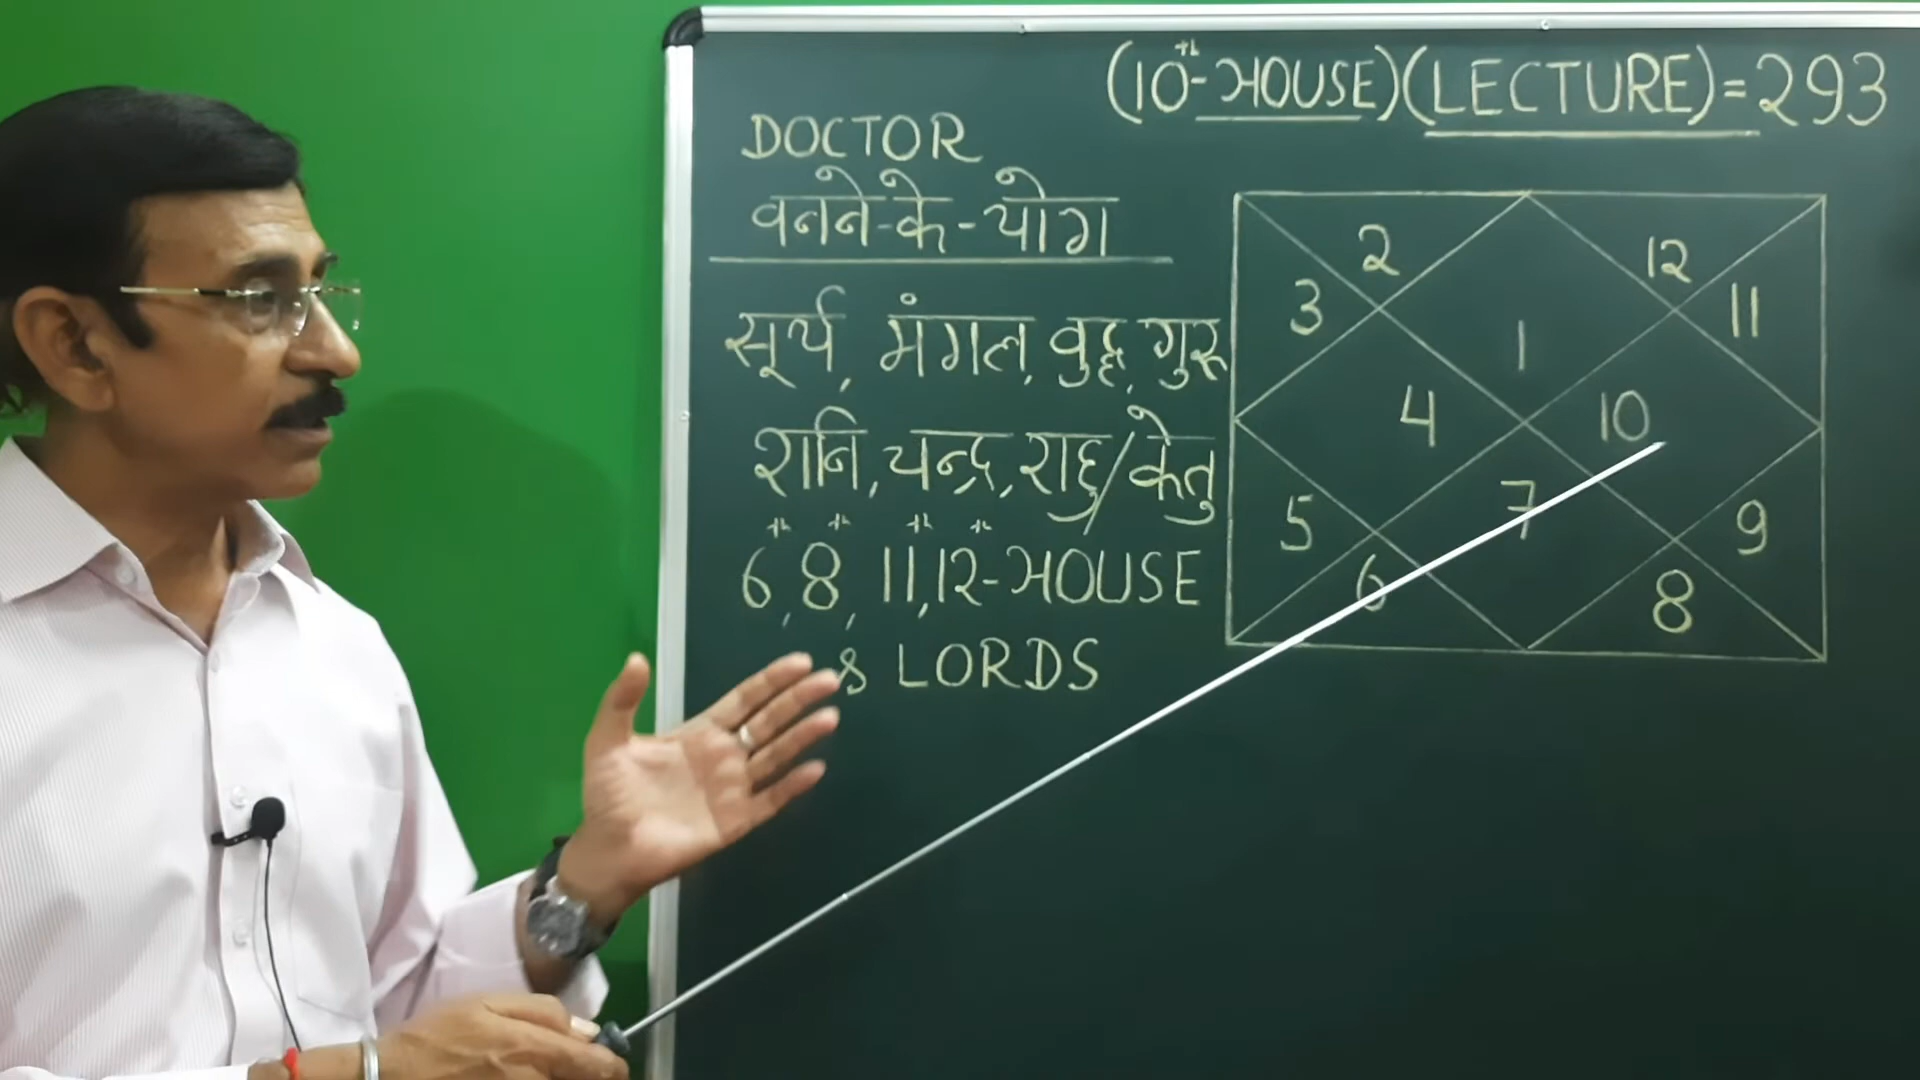 (10th-HOUSE)(LECTURE)=293
DOCTOR
बनने-के-योग
सूर्य, मंगल, बुद्ध, गुरू
शनि, चन्द्र, राहु/केतु
6th, 8th, 11th, 12th-HOUSE
& LORDS
2 12
3 11
1
4 10
5 7 9
6 8